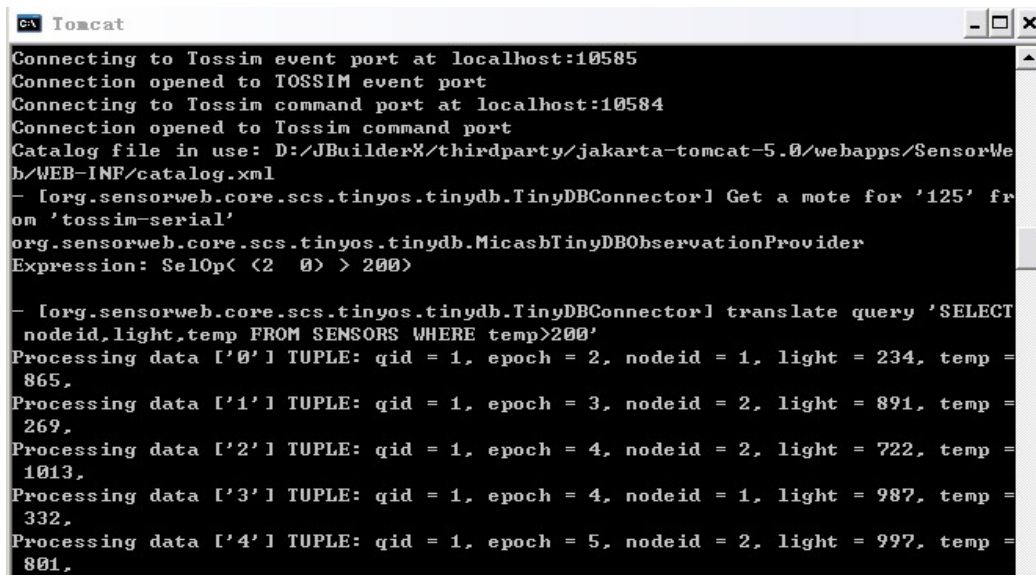 Tomcat
Connecting to Tossim event port at localhost:10585
Connection opened to TOSSIM event port
Connecting to Tossim command port at localhost:10584
Connection opened to Tossim command port
Catalog file in use: D:/JBuilderX/thirdparty/jakarta-tomcat-5.0/webapps/SensorWe
b/WEB-INF/catalog.xml
- [org.sensorweb.core.scs.tinyos.tinydb.TinyDBConnector] Get a mote for '125' fr
om 'tossim-serial'
org.sensorweb.core.scs.tinyos.tinydb.MicasbTinyDBObservationProvider
Expression: SelOp( (2  0) > 200)
- [org.sensorweb.core.scs.tinyos.tinydb.TinyDBConnector] translate query 'SELECT
 nodeid,light,temp FROM SENSORS WHERE temp>200'
Processing data ['0'] TUPLE: qid = 1, epoch = 2, nodeid = 1, light = 234, temp =
 865,
Processing data ['1'] TUPLE: qid = 1, epoch = 3, nodeid = 2, light = 891, temp =
 269,
Processing data ['2'] TUPLE: qid = 1, epoch = 4, nodeid = 2, light = 722, temp =
 1013,
Processing data ['3'] TUPLE: qid = 1, epoch = 4, nodeid = 1, light = 987, temp =
 332,
Processing data ['4'] TUPLE: qid = 1, epoch = 5, nodeid = 2, light = 997, temp =
 801,